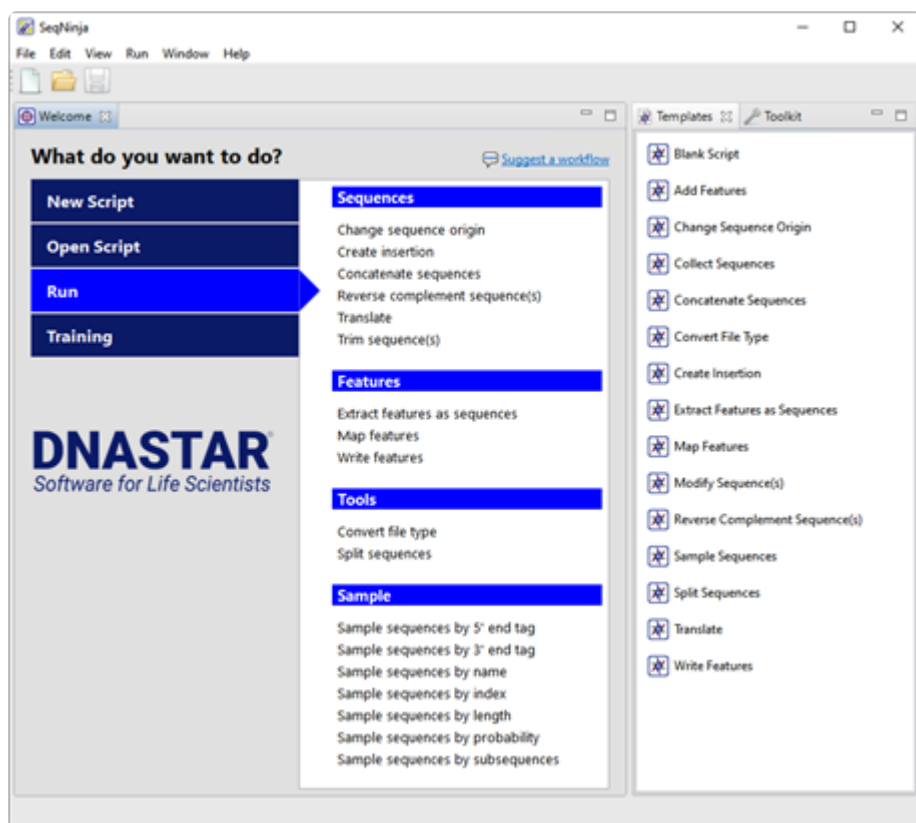 SeqNinja
File Edit View Run Window Help
Welcome
What do you want to do?
Suggest a workflow
New Script
Open Script
Run
Training
DNASTAR®
Software for Life Scientists
Sequences
Change sequence origin
Create insertion
Concatenate sequences
Reverse complement sequence(s)
Translate
Trim sequence(s)
Features
Extract features as sequences
Map features
Write features
Tools
Convert file type
Split sequences
Sample
Sample sequences by 5' end tag
Sample sequences by 3' end tag
Sample sequences by name
Sample sequences by index
Sample sequences by length
Sample sequences by probability
Sample sequences by subsequences
Templates Toolkit
Blank Script
Add Features
Change Sequence Origin
Collect Sequences
Concatenate Sequences
Convert File Type
Create Insertion
Extract Features as Sequences
Map Features
Modify Sequence(s)
Reverse Complement Sequence(s)
Sample Sequences
Split Sequences
Translate
Write Features